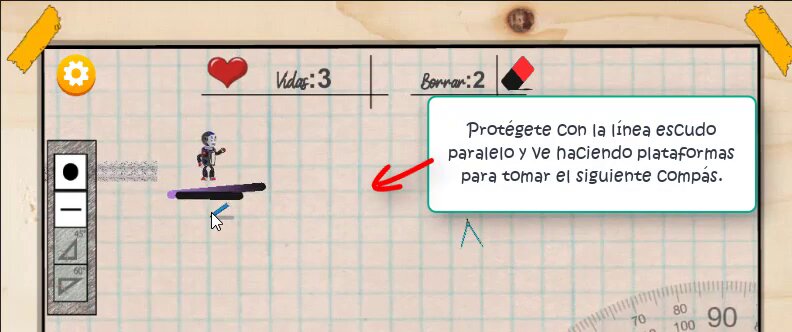 Vidas:3
Borrar:2
Protégete con la línea escudo
paralelo y ve haciendo plataformas
para tomar el siguiente compás.
45°
60°
70
80
90
100